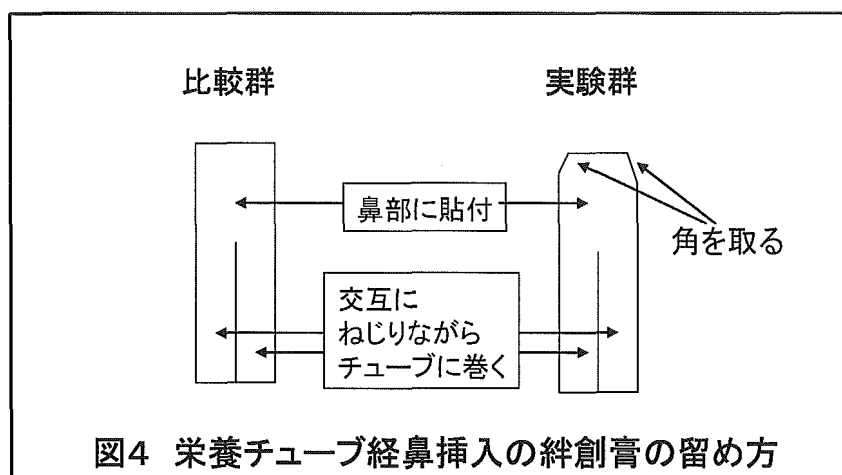 比較群
実験群
鼻部に貼付
角を取る
交互に
ねじりながら
チューブに巻く
図4 栄養チューブ経鼻挿入の絆創膏の留め方